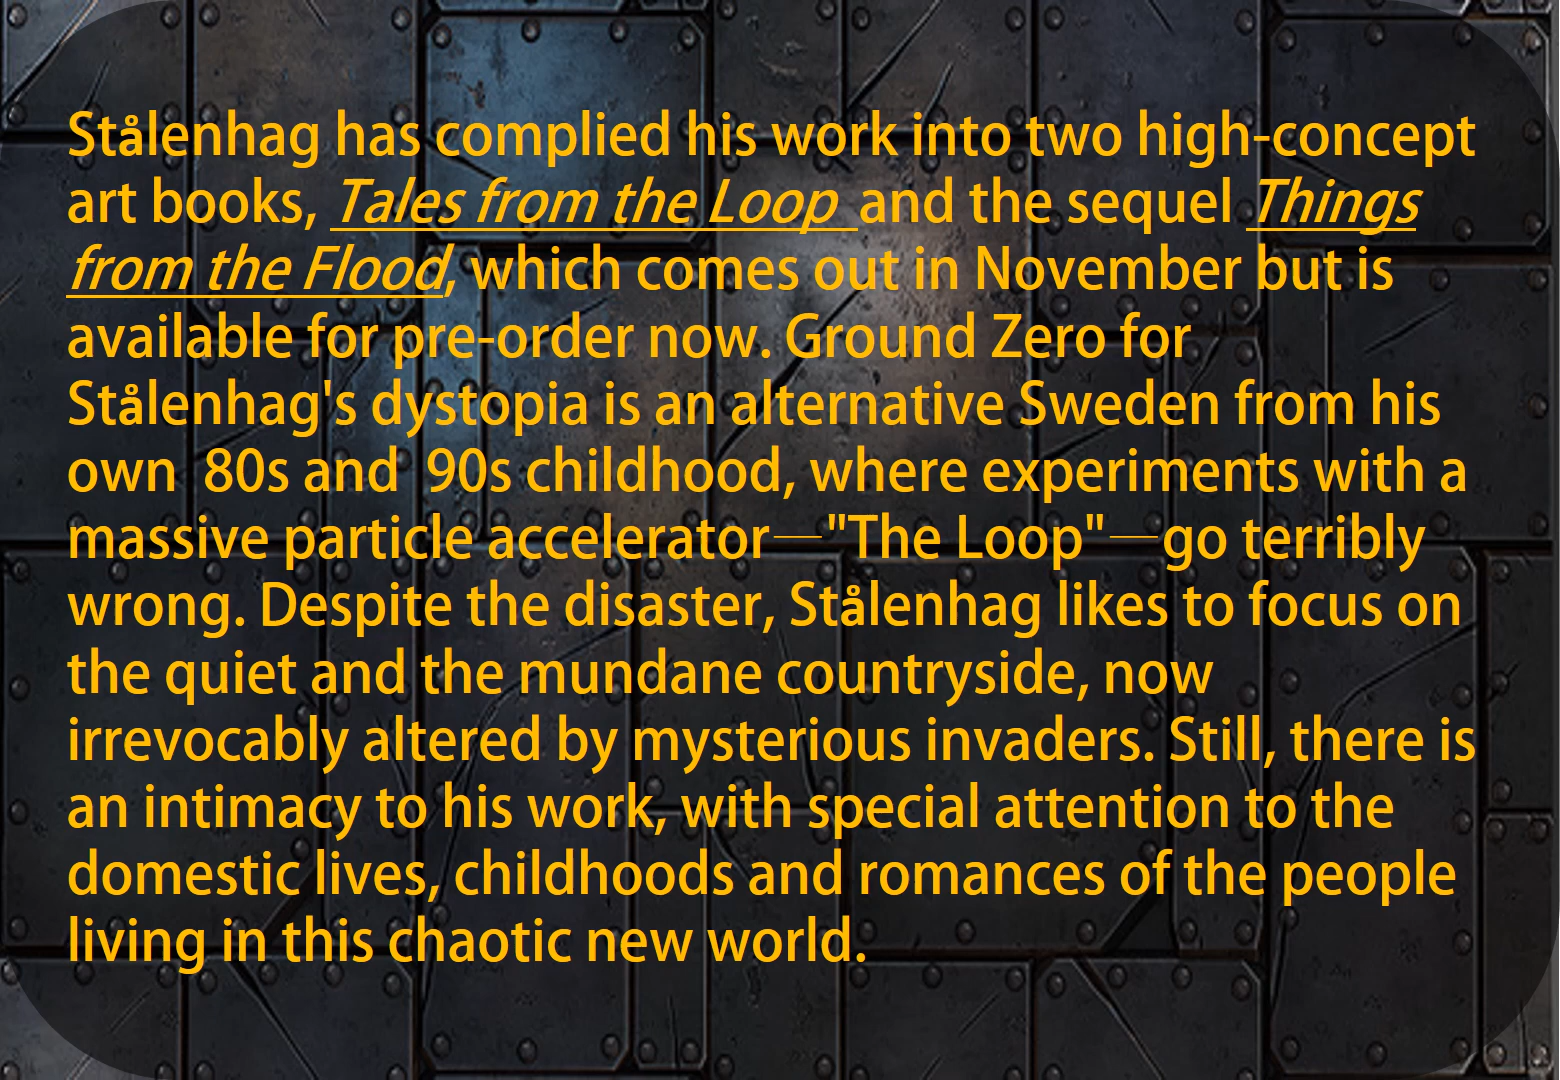 Stålenhag has complied his work into two high-concept
art books, Tales from the Loop and the sequel Things
from the Flood, which comes out in November but is
available for pre-order now. Ground Zero for
Stålenhag's dystopia is an alternative Sweden from his
own  80s and  90s childhood, where experiments with a
massive particle accelerator—"The Loop"—go terribly
wrong. Despite the disaster, Stålenhag likes to focus on
the quiet and the mundane countryside, now
irrevocably altered by mysterious invaders. Still, there is
an intimacy to his work, with special attention to the
domestic lives, childhoods and romances of the people
living in this chaotic new world.